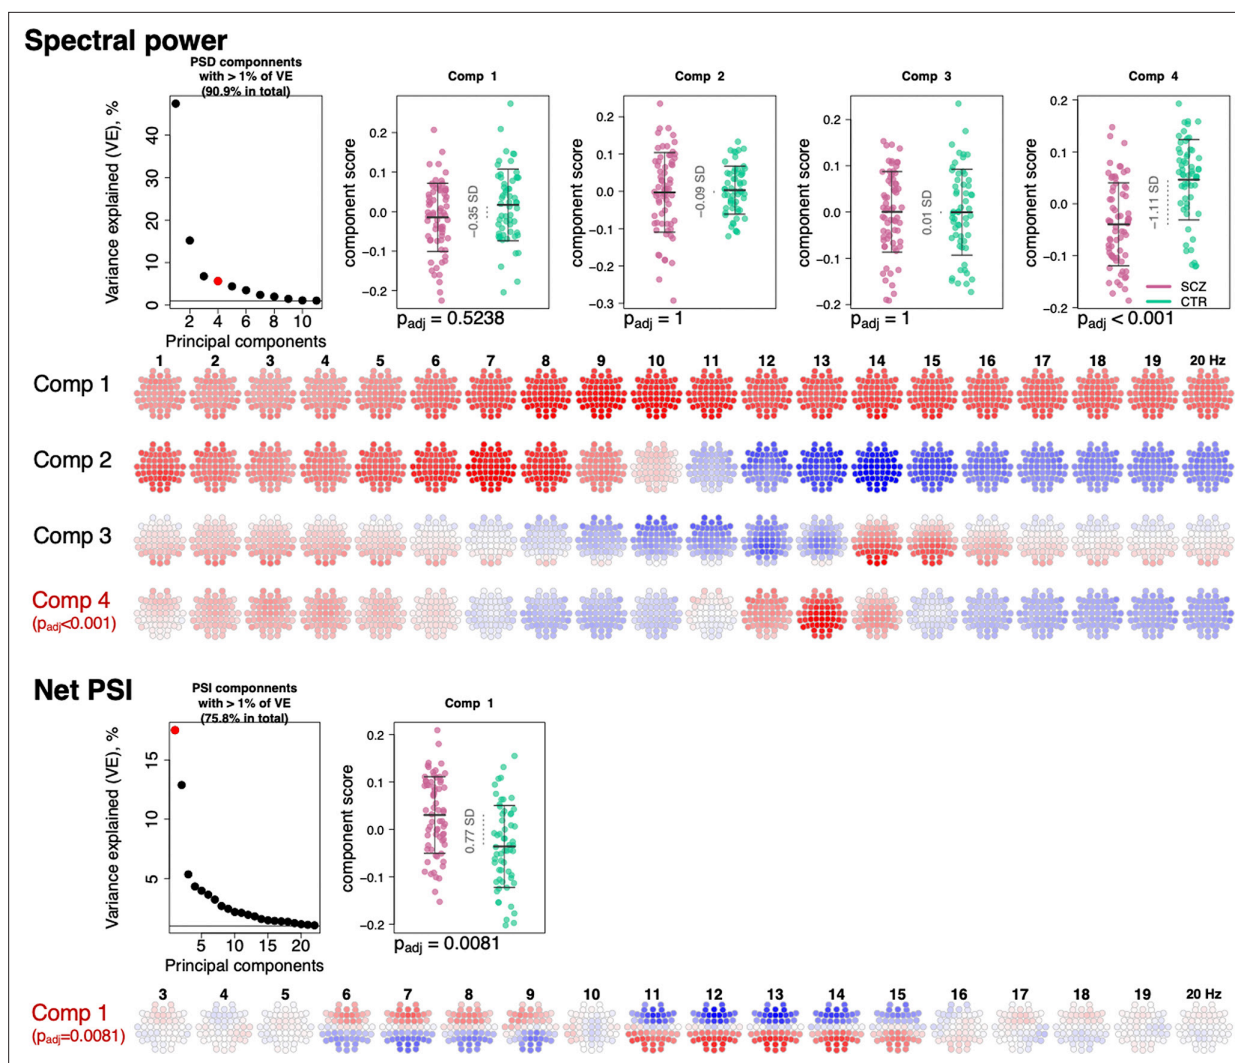 Spectral power
PSD componnents
with > 1% of VE
(90.9% in total)
Variance explained (VE), %
40
30
20
10
0
2 4 6 8 10
Principal components
Comp 1
component score
0.2
0.1
0.0
−0.1
−0.2
−0.35 SD
padj = 0.5238
Comp 2
component score
0.2
0.1
0.0
−0.1
−0.2
−0.3
−0.09 SD
padj = 1
Comp 3
component score
0.2
0.1
0.0
−0.1
−0.2
0.01 SD
padj = 1
Comp 4
component score
0.2
0.1
0.0
−0.1
−0.2
−1.11 SD
SCZ
CTR
padj < 0.001
1 2 3 4 5 6 7 8 9 10 11 12 13 14 15 16 17 18 19 20 Hz
Comp 1
Comp 2
Comp 3
Comp 4
(padj<0.001)
Net PSI
PSI componnents
with > 1% of VE
(75.8% in total)
Variance explained (VE), %
15
10
5
5 10 15 20
Principal components
Comp 1
component score
0.2
0.1
0.0
−0.1
−0.2
0.77 SD
padj = 0.0081
3 4 5 6 7 8 9 10 11 12 13 14 15 16 17 18 19 20 Hz
Comp 1
(padj=0.0081)